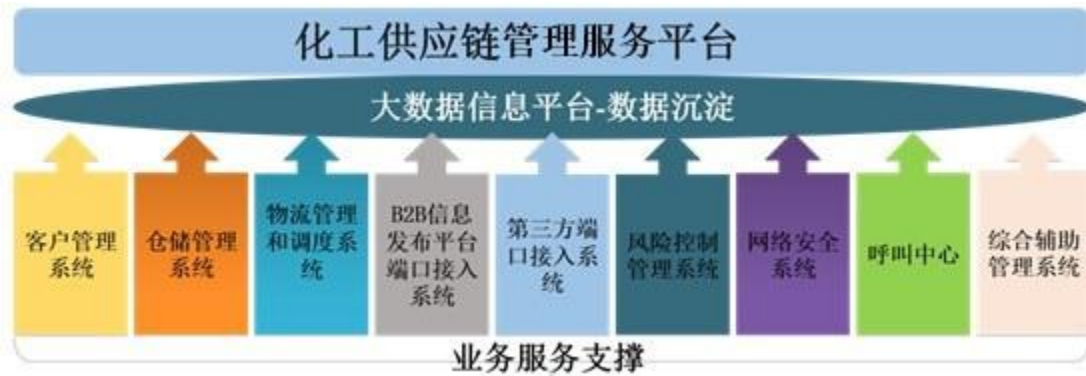 化工供应链管理服务平台
大数据信息平台-数据沉淀
客户管理
系统
仓储管理
系统
物流管理
和调度系
统
B2B信息
发布平台
端口接入
系统
第三方端
口接入系
统
风险控制
管理系统
网络安全
系统
呼叫中心
综合辅助
管理系统
业务服务支撑